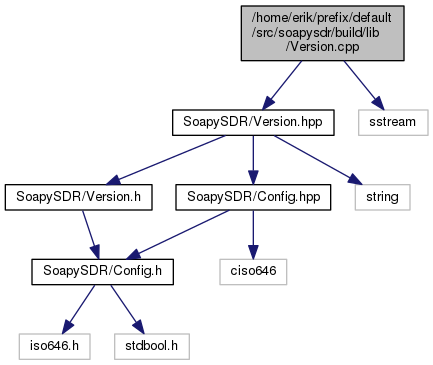 /home/erik/prefix/default
/src/soapysdr/build/lib
/Version.cpp
SoapySDR/Version.hpp
sstream
SoapySDR/Version.h
SoapySDR/Config.hpp
string
SoapySDR/Config.h
ciso646
iso646.h
stdbool.h